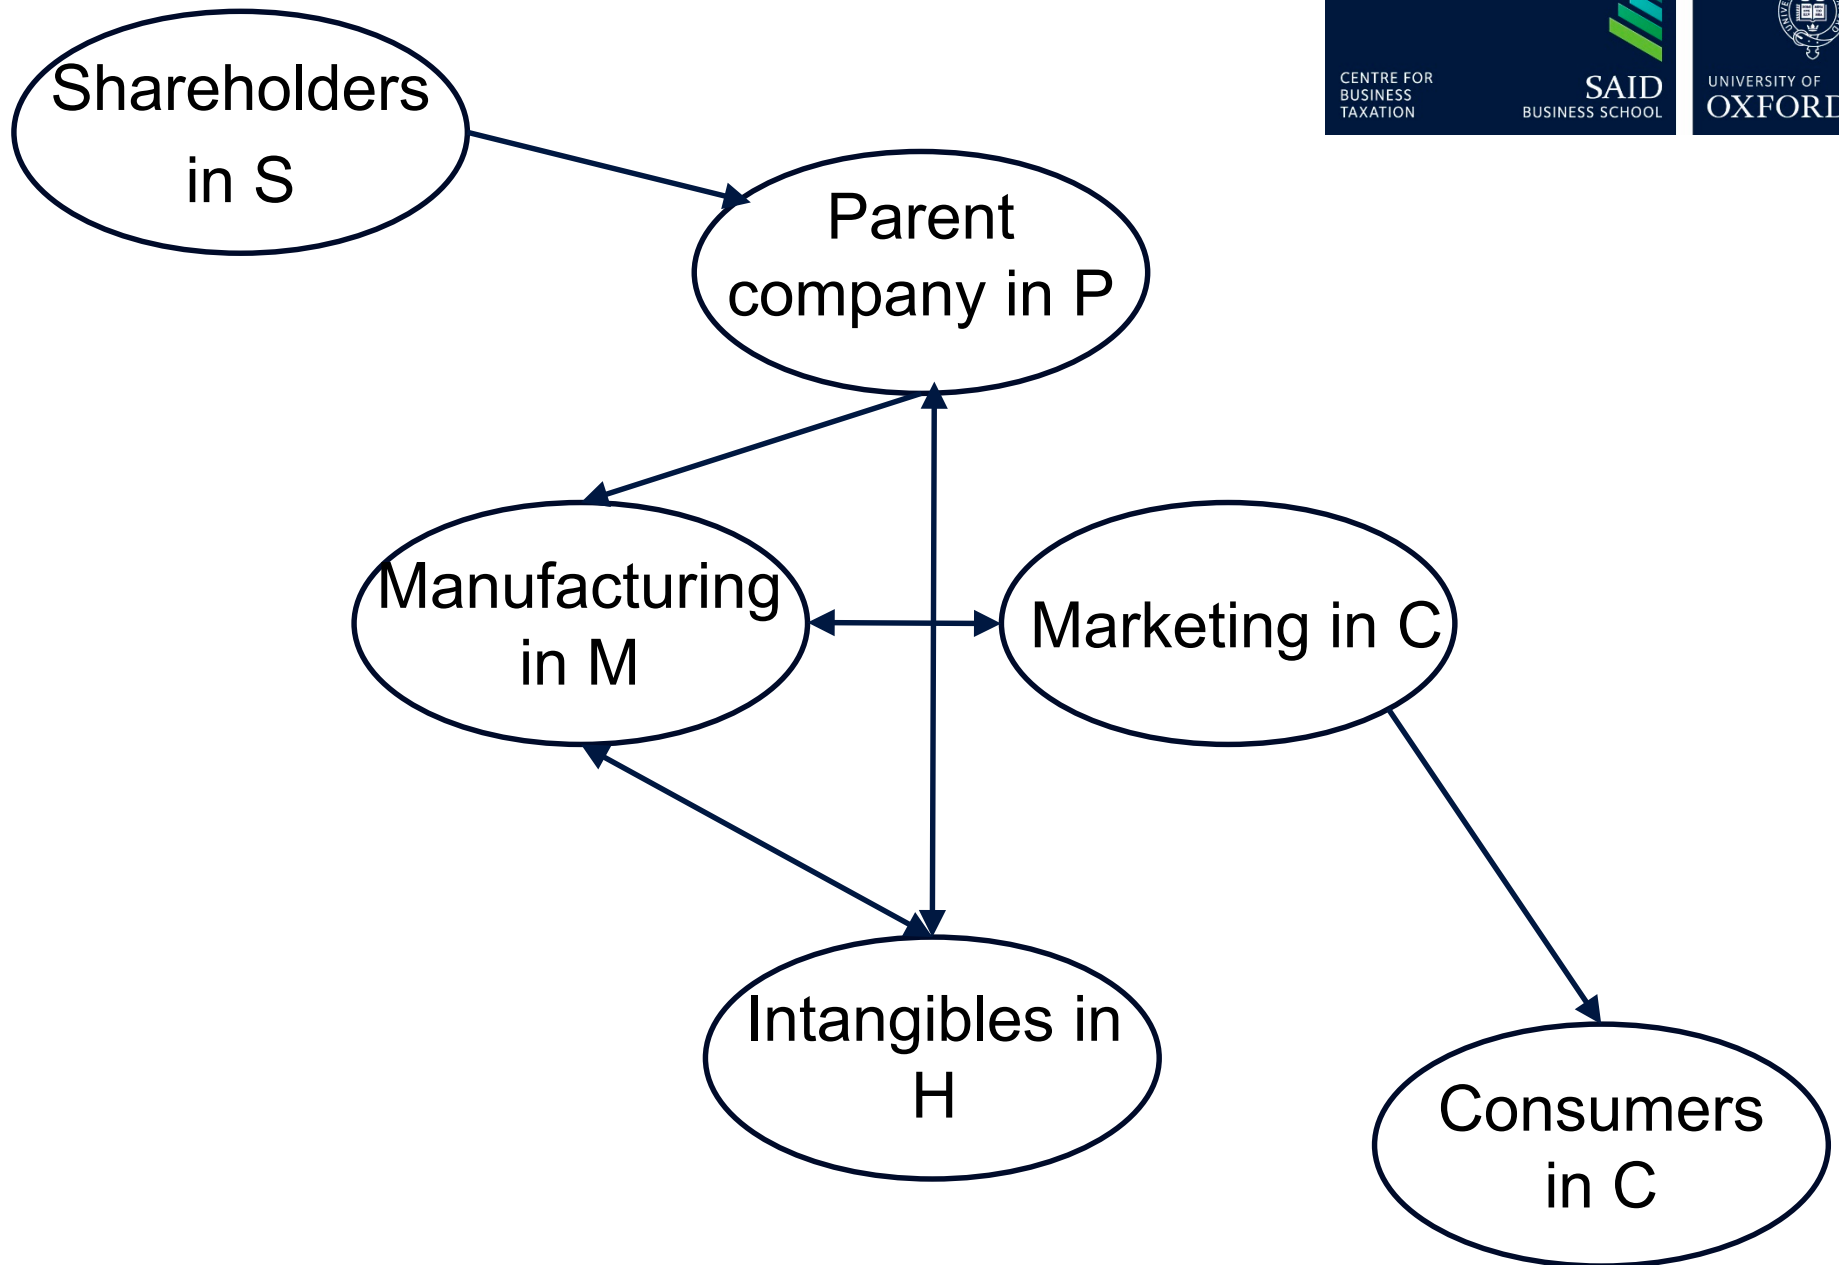 Shareholders
in S
CENTRE FOR
BUSINESS
TAXATION
SAID
BUSINESS SCHOOL
UNIVERSITY OF
OXFORD
Parent
company in P
Manufacturing
in M
Marketing in C
Intangibles in
H
Consumers
in C